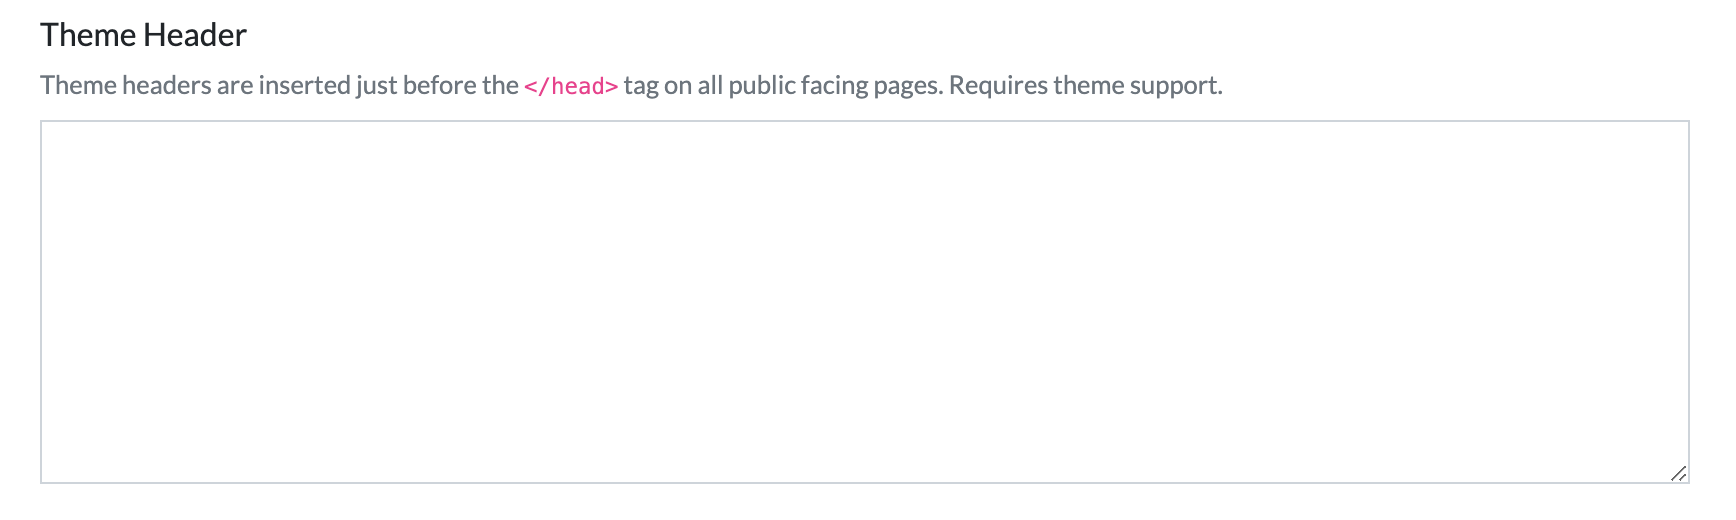 Theme Header
Theme headers are inserted just before the </head> tag on all public facing pages. Requires theme support.